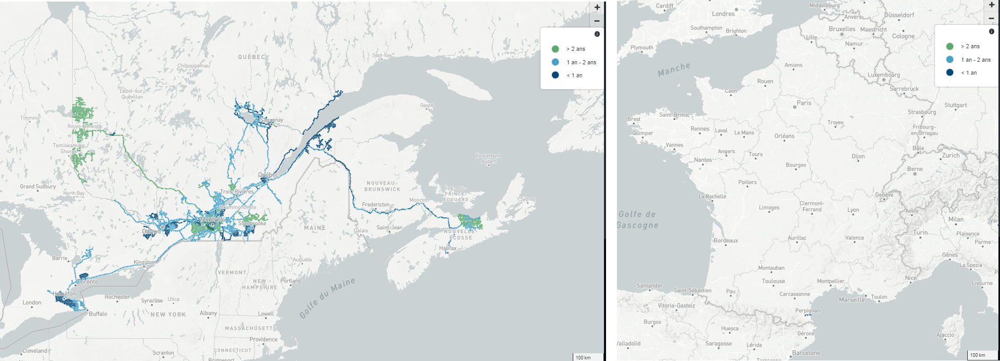 QUÉBEC
Sept-Îles
Chibougamau
Lebel-sur-
Quévillon
Timmins
Rouyn-Noranda
Temiskaming
Shores
Saguenay
Gaspé
Île du Havre
Aubert
Grand Sudbury
North Bay
Québec
Trois-Rivières
Drummondville
Montréal
Sherbrooke
Ottawa
NOUVEAU-
BRUNSWICK
ÎLE-DU-
PRINCE-
ÉDOUARD
Fredericton
Moncton
Sydney
MAINE
Calais
Saint-Jean
NOUVELLE-
ÉCOSSE
Halifax
Barrie
Kingston
Augusta
Toronto
VERMONT
NEW
HAMPSHIRE
Portland
Golfe du Maine
Hamilton
London
Rochester
Syracuse
Utica
Buffalo
NEW YORK
Albany
Lowell
MASSACHUSETTS
Providence
CONNECTICUT
Cleveland
Scranton
Bridgeport
+
−
i
> 2 ans
1 an - 2 ans
< 1 an
100 km
Cardiff
Londres
Middelbourg
Anvers
Düsseldorf
Southampton
Brighton
Bruxelles
Maastricht
Cologne
Lille
Namur
Plymouth
Manche
Amiens
Luxembourg
Rouen
Caen
Sarrebruck
Paris
Stuttgart
Strasbourg
Saint-Brieuc
Brest
Quimper
Rennes
Laval
Le Mans
Troyes
Fribourg-
en-Brisgau
Orléans
Vannes
Angers
Tours
Nantes
Dijon
Bâle
Zurich
Bourges
Berne
Poitiers
La Rochelle
Genève
Limoges
Clermont-
Ferrand
Lyon
Aoste
Milan
Golfe de
Gascogne
Turin
Plaisance
Parme
Bordeaux
Aurillac
Valence
Gênes
La Spezia
Montauban
Toulouse
Montpellier
Nice
Livourne
Santander
Saint-Sébastien
Pau
Carcassonne
Marseille
Toulon
Vitoria-Gasteiz
Perpignan
Burgos
Huesca
Gérone
Ajaccio
Saragosse
Lérida
Barcelone
+
−
i
> 2 ans
1 an - 2 ans
< 1 an
100 km